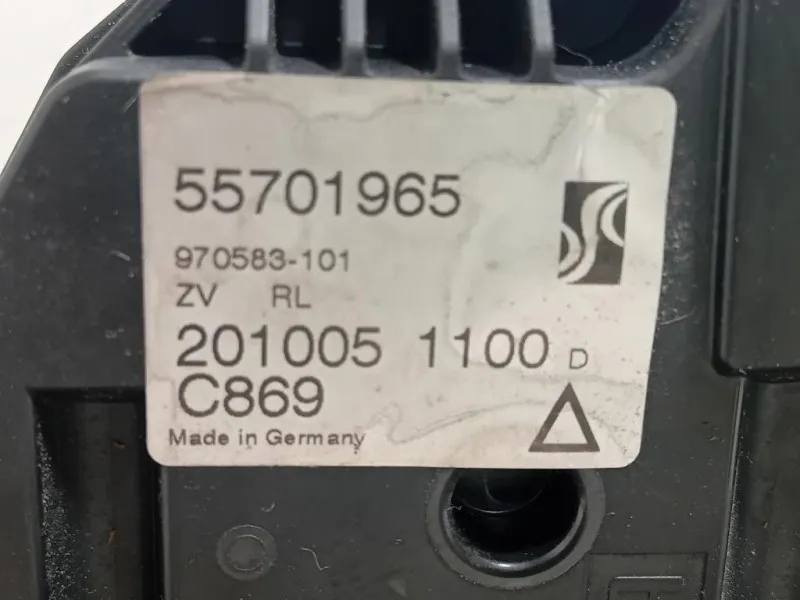 55701965
970583-101
ZV RL
201005 1100 D
C869
Made in Germany